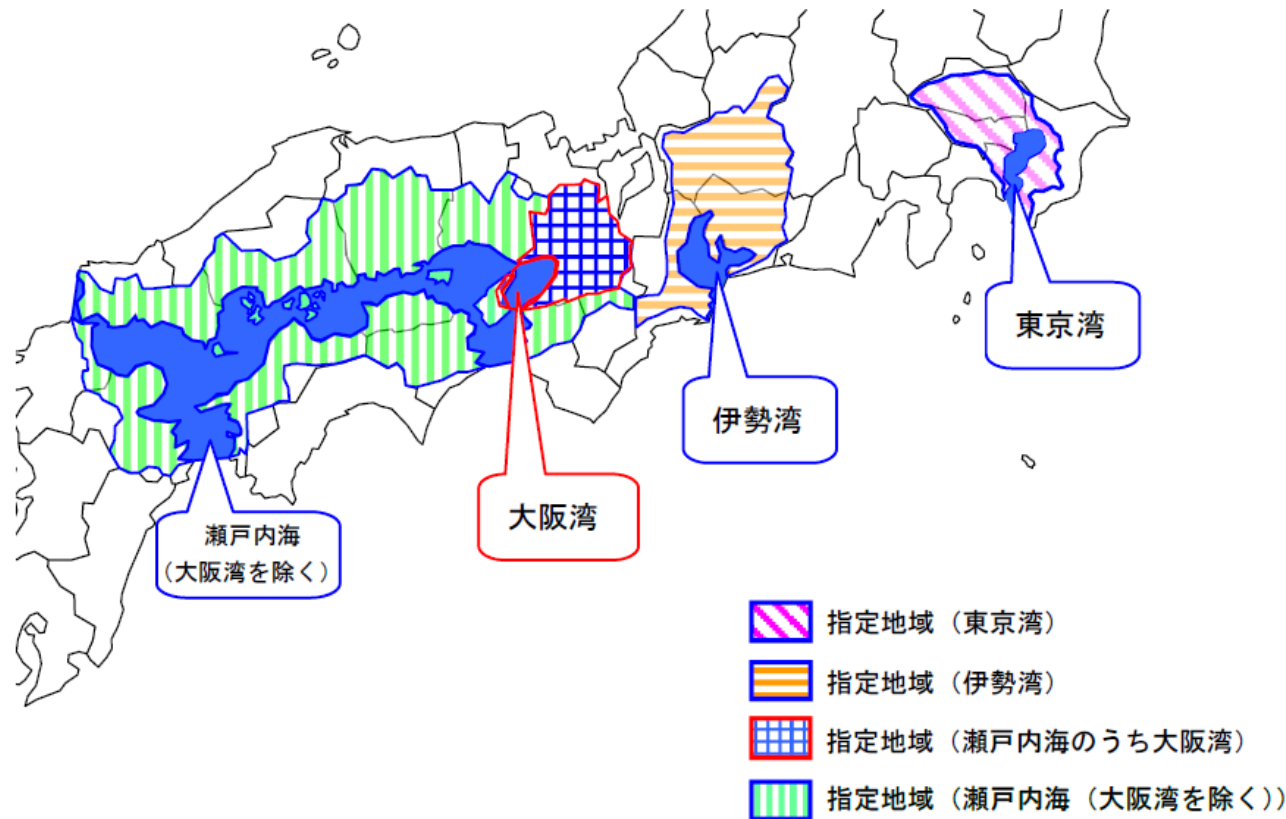 東京湾
伊勢湾
大阪湾
瀬戸内海
（大阪湾を除く）
指定地域（東京湾）
指定地域（伊勢湾）
指定地域（瀬戸内海のうち大阪湾）
指定地域（瀬戸内海（大阪湾を除く））